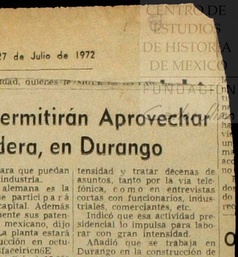 CENTRO DE
ESTUDIOS
DE HISTORIA
DE MEXICO
FUNDACION
27 de Julio de 1972
ermitirán Aprovechar
dera, en Durango
ara que puedan
industria.
alemana es la
e participará
capital. Además
ente sus paten-
mexicano, dijo
a planta estará
ucción en octu-
tensidad y tratar decenas de
asuntos, tanto por la vía tele-
fónica, como en entrevistas
cortas con funcionarios, indus-
triales, comerciantes, etc.
Indicó que esa actividad pre-
sidencial lo impulsa para labo-
rar con gran intensidad.
Añadió que se trabaja en
Durango en la construcción de